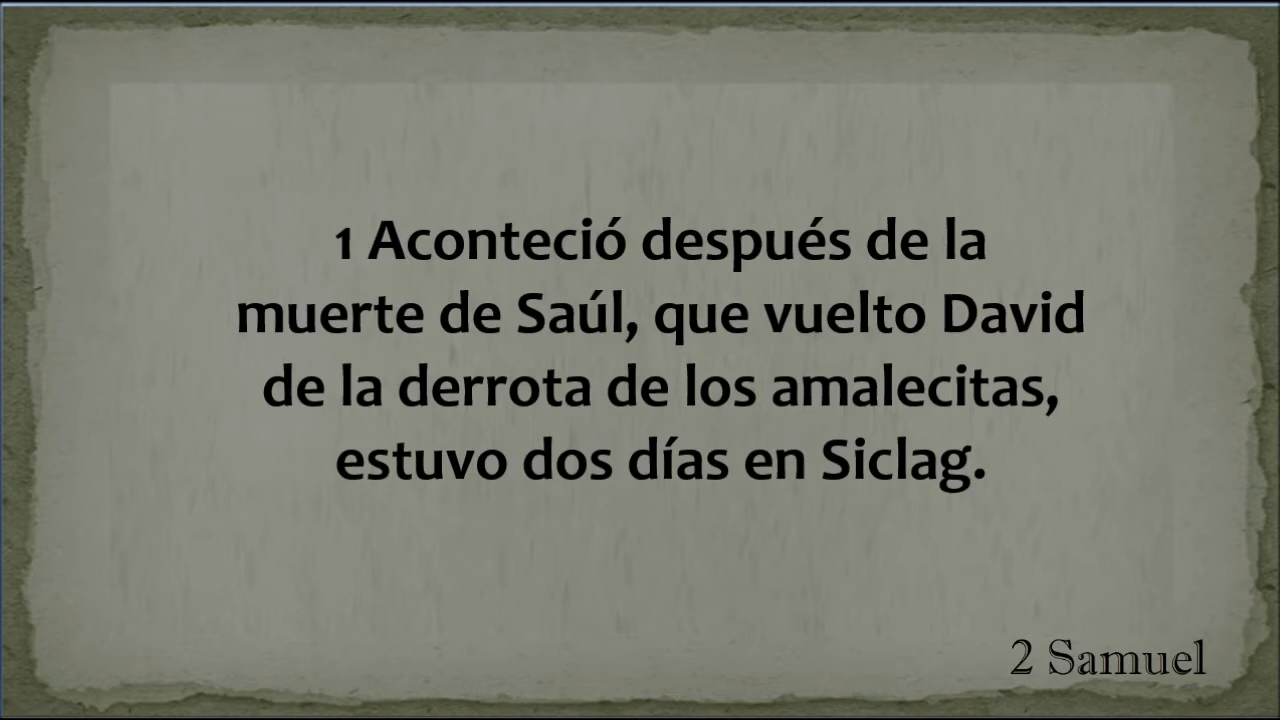 1 Aconteció después de la
muerte de Saúl, que vuelto David
de la derrota de los amalecitas,
estuvo dos días en Siclag.
2 Samuel